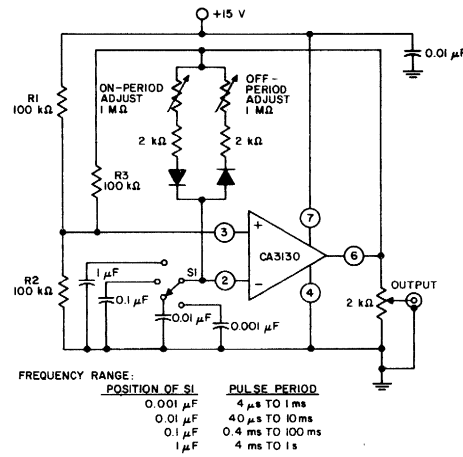 +15 V
0.01 μF
R1
100 kΩ
ON-PERIOD
ADJUST
1 MΩ
OFF-
PERIOD
ADJUST
1 MΩ
2 kΩ
2 kΩ
R3
100 kΩ
7
3
+
CA3130
6
R2
100 kΩ
1 μF
S1
2
−
4
OUTPUT
0.1 μF
2 kΩ
0.01 μF
0.001 μF
FREQUENCY RANGE:
POSITION OF S1 PULSE PERIOD
0.001 μF 4 μs TO 1 ms
0.01 μF 40 μs TO 10 ms
0.1 μF 0.4 ms TO 100 ms
1 μF 4 ms TO 1 s